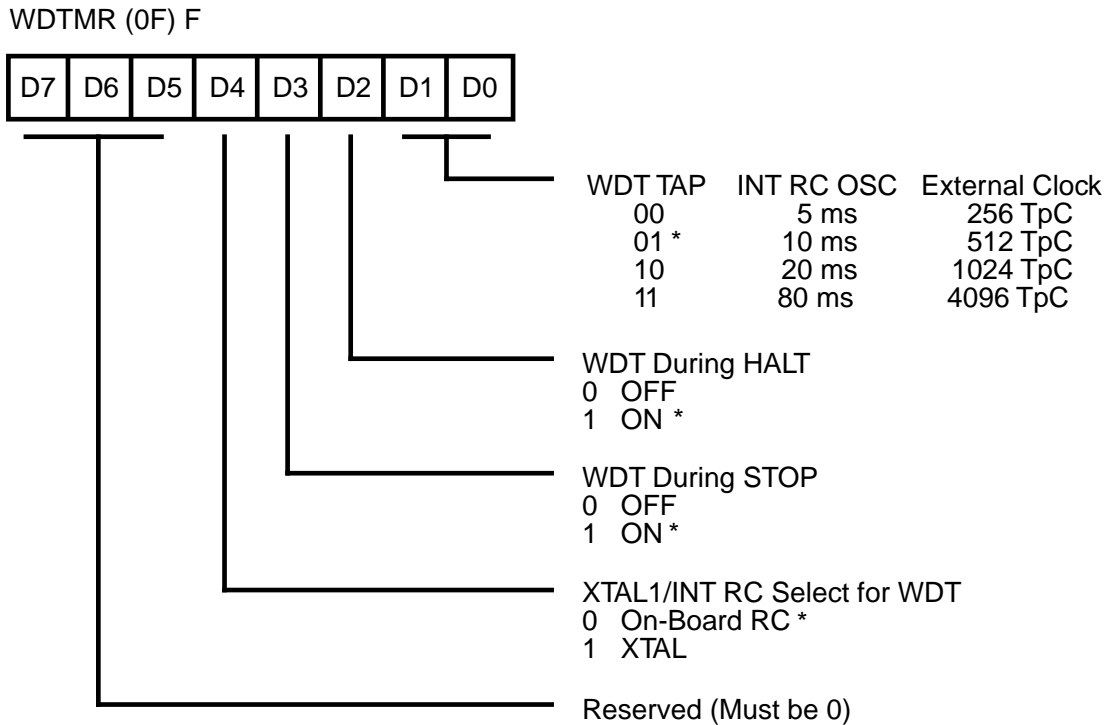 WDTMR (0F) F
D7 D6 D5 D4 D3 D2 D1 D0
WDT TAP INT RC OSC External Clock
00 5 ms 256 TpC
01 * 10 ms 512 TpC
10 20 ms 1024 TpC
11 80 ms 4096 TpC
WDT During HALT
0 OFF
1 ON *
WDT During STOP
0 OFF
1 ON *
XTAL1/INT RC Select for WDT
0 On-Board RC *
1 XTAL
Reserved (Must be 0)